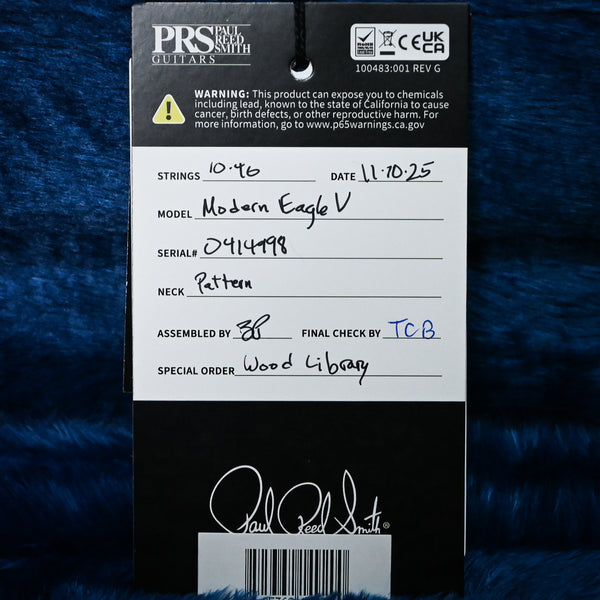 PRS PAUL REED SMITH
GUITARS
RoHS CE UK CA
100483:001 REV G
WARNING: This product can expose you to chemicals
including lead, known to the state of California to cause
cancer, birth defects, or other reproductive harm. For
more information, go to www.p65warnings.ca.gov
STRINGS 10-46 DATE 11.10.25
MODEL Modern Eagle V
SERIAL# 0414998
NECK Pattern
ASSEMBLED BY FINAL CHECK BY TCB
SPECIAL ORDER Wood Library
Paul Reed Smith®